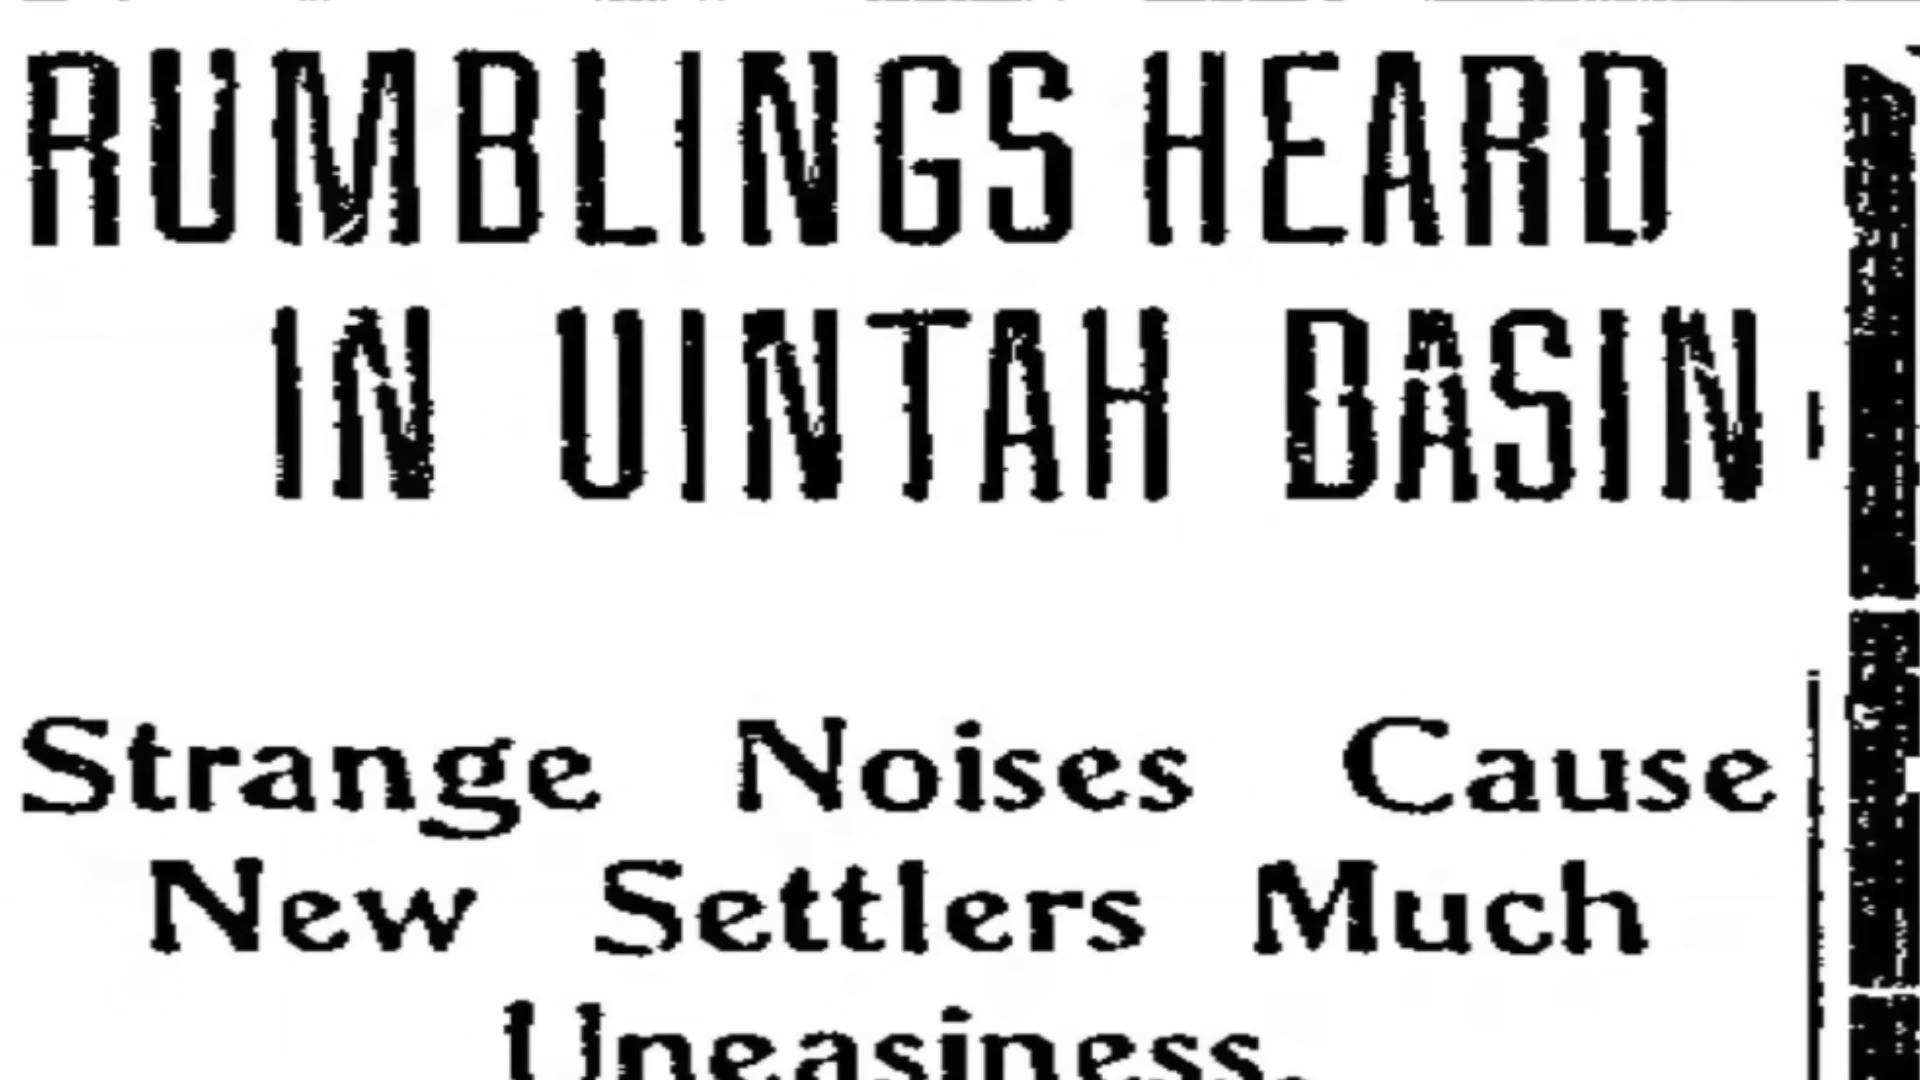 RUMBLINGS HEARD
IN UINTAH BASIN
Strange Noises Cause
New Settlers Much
Uneasiness.